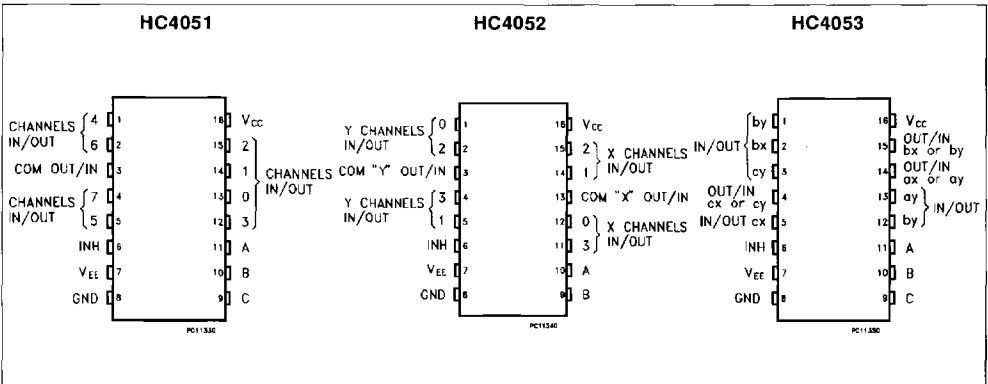 HC4051
CHANNELS IN/OUT { 4 1 16 VCC
6 2 15 2
COM OUT/IN 3 14 1 CHANNELS IN/OUT
CHANNELS IN/OUT { 7 4 13 0
5 5 12 3
INH 6 11 A
VEE 7 10 B
GND 8 9 C
PC11330
HC4052
Y CHANNELS IN/OUT { 0 1 16 VCC
2 2 15 2 } X CHANNELS IN/OUT
COM "Y" OUT/IN 3 14 1
Y CHANNELS IN/OUT { 3 4 13 COM "X" OUT/IN
1 5 12 0 } X CHANNELS IN/OUT
INH 6 11 3
VEE 7 10 A
GND 8 9 B
PC11340
HC4053
IN/OUT { by 1 16 VCC
bx 2 15 OUT/IN bx or by
cy 3 14 OUT/IN ax or ay
OUT/IN cx or cy 4 13 ay } IN/OUT
IN/OUT cx 5 12 by
INH 6 11 A
VEE 7 10 B
GND 8 9 C
PC11350